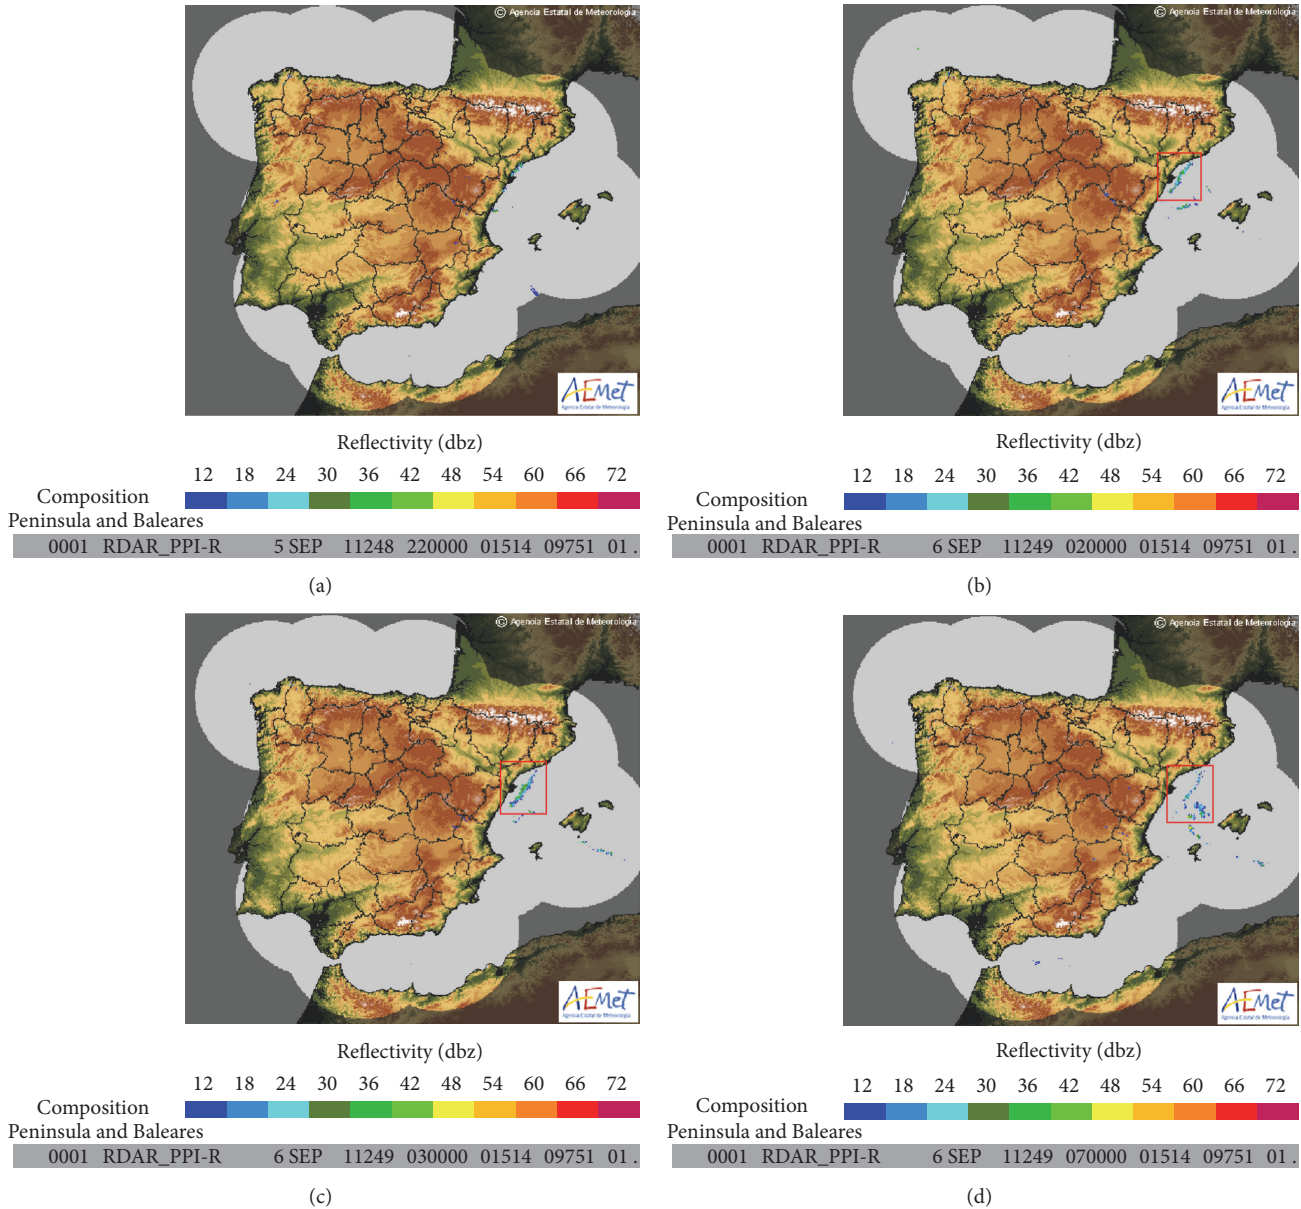 © Agencia Estatal de Meteorología
AEMet
Agencia Estatal de Meteorología
Reflectivity (dbz)
12 18 24 30 36 42 48 54 60 66 72
Composition
Peninsula and Baleares
0001 RDAR_PPI-R 5 SEP 11248 220000 01514 09751 01 .
(a)
© Agencia Estatal de Meteorología
AEMet
Agencia Estatal de Meteorología
Reflectivity (dbz)
12 18 24 30 36 42 48 54 60 66 72
Composition
Peninsula and Baleares
0001 RDAR_PPI-R 6 SEP 11249 020000 01514 09751 01 .
(b)
© Agencia Estatal de Meteorología
AEMet
Agencia Estatal de Meteorología
Reflectivity (dbz)
12 18 24 30 36 42 48 54 60 66 72
Composition
Peninsula and Baleares
0001 RDAR_PPI-R 6 SEP 11249 030000 01514 09751 01 .
(c)
© Agencia Estatal de Meteorología
AEMet
Agencia Estatal de Meteorología
Reflectivity (dbz)
12 18 24 30 36 42 48 54 60 66 72
Composition
Peninsula and Baleares
0001 RDAR_PPI-R 6 SEP 11249 070000 01514 09751 01 .
(d)